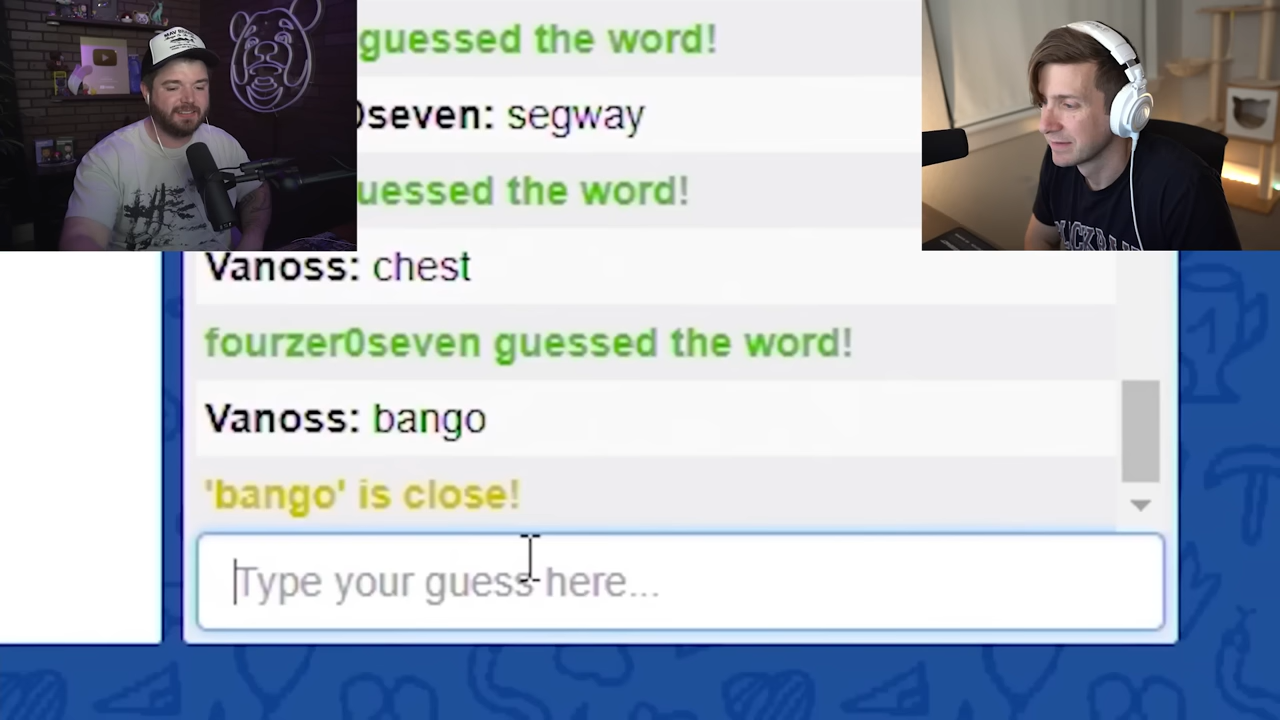 guessed the word!
0seven: segway
guessed the word!
Vanoss: chest
fourzer0seven guessed the word!
Vanoss: bango
'bango' is close!
Type your guess here...